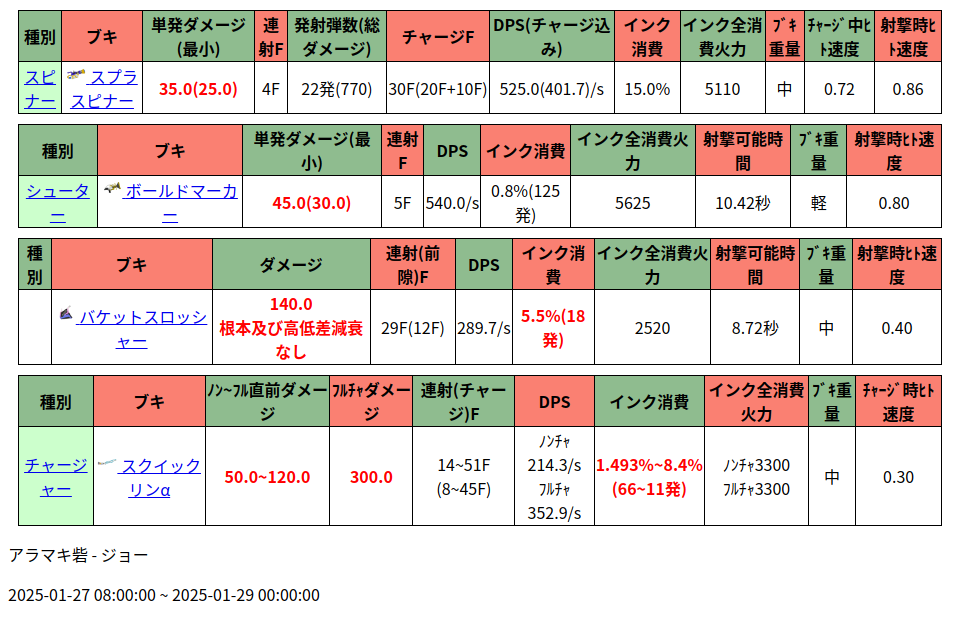 種別 ブキ 単発ダメージ(最小) 連射F 発射弾数(総ダメージ) チャージF DPS(チャージ込み) インク消費 インク全消費火力 ﾌﾞｷ重量 ﾁｬｰｼﾞ中ﾋﾄ速度 射撃時ﾋﾄ速度
スピナー スプラスピナー 35.0(25.0) 4F 22発(770) 30F(20F+10F) 525.0(401.7)/s 15.0% 5110 中 0.72 0.86
種別 ブキ 単発ダメージ(最小) 連射F DPS インク消費 インク全消費火力 射撃可能時間 ﾌﾞｷ重量 射撃時ﾋﾄ速度
シューター ボールドマーカー 45.0(30.0) 5F 540.0/s 0.8%(125発) 5625 10.42秒 軽 0.80
種別 ブキ ダメージ 連射(前隙)F DPS インク消費 インク全消費火力 射撃可能時間 ﾌﾞｷ重量 射撃時ﾋﾄ速度
バケットスロッシャー 140.0 根本及び高低差減衰なし 29F(12F) 289.7/s 5.5%(18発) 2520 8.72秒 中 0.40
種別 ブキ ﾉﾝ~ﾌﾙ直前ダメージ ﾌﾙﾁｬダメージ 連射(チャージ)F DPS インク消費 インク全消費火力 ﾌﾞｷ重量 ﾁｬｰｼﾞ時ﾋﾄ速度
チャージャー スクイックリンα 50.0~120.0 300.0 14~51F (8~45F) ﾉﾝﾁｬ 214.3/s ﾌﾙﾁｬ 352.9/s 1.493%~8.4% (66~11発) ﾉﾝﾁｬ3300 ﾌﾙﾁｬ3300 中 0.30
アラマキ砦 - ジョー
2025-01-27 08:00:00 ~ 2025-01-29 00:00:00